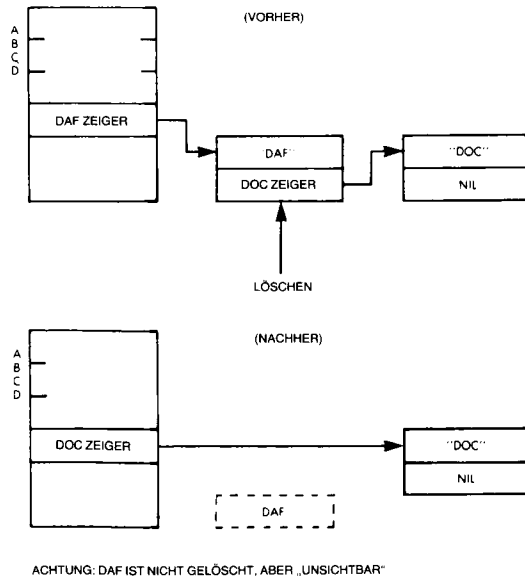 (VORHER)
A
B
C
D
DAF ZEIGER
"DAF"
DOC ZEIGER
"DOC"
NIL
LÖSCHEN
(NACHHER)
A
B
C
D
DOC ZEIGER
"DOC"
NIL
DAF
ACHTUNG: DAF IST NICHT GELÖSCHT, ABER „UNSICHTBAR“